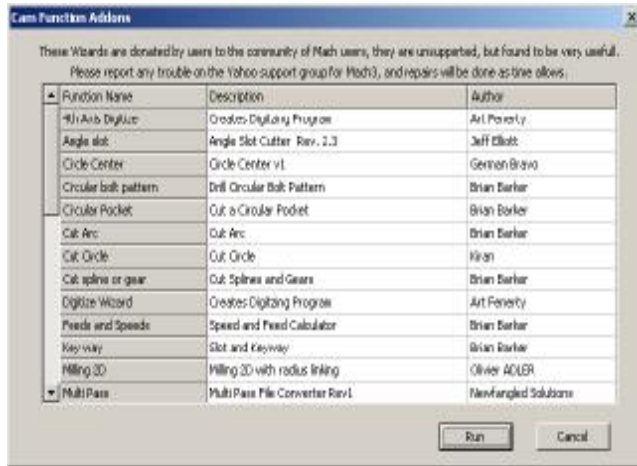 Cam Function Addons
X
These Wizards are donated by users to the community of Mach users, they are unsupported, but found to be very usefull.
Please report any trouble on the Yahoo support group for Mach3, and repairs will be done as time allows.
Function Name Description Author
4th Axis Digitize Creates Digitizing Program Art Fenerty
Angle slot Angle Slot Cutter Rev. 2.3 Jeff Elliott
Circle Center Circle Center v1 German Bravo
Circular bolt pattern Drill Circular Bolt Pattern Brian Barker
Circular Pocket Cut a Circular Pocket Brian Barker
Cut Arc Cut Arc Brian Barker
Cut Circle Cut Circle Kiran
Cut spline or gear Cut Splines and Gears Brian Barker
Digitize Wizard Creates Digitzing Program Art Fenerty
Feeds and Speeds Speed and Feed Calculator Brian Barker
Key way Slot and Keyway Brian Barker
Milling 2D Milling 2D with radius linking Olivier ADLER
Multi Pass Multi Pass File Converter Rev1 Newfangled Solutions
Run Cancel